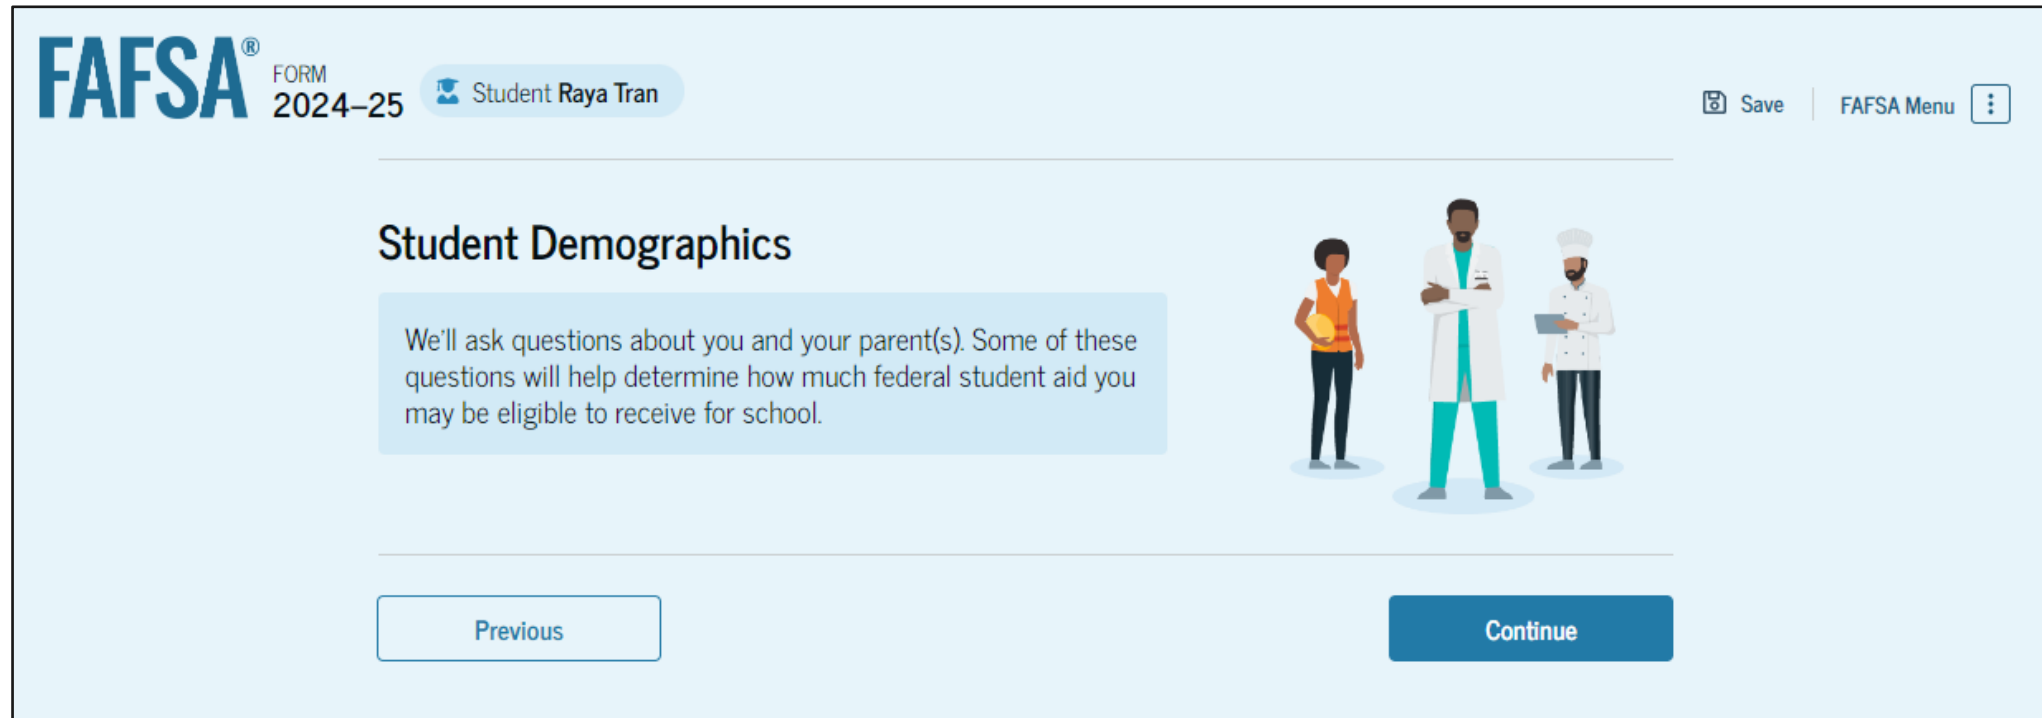 FAFSA®
FORM
2024–25
Student Raya Tran
Save
FAFSA Menu
Student Demographics
We'll ask questions about you and your parent(s). Some of these
questions will help determine how much federal student aid you
may be eligible to receive for school.
Previous
Continue